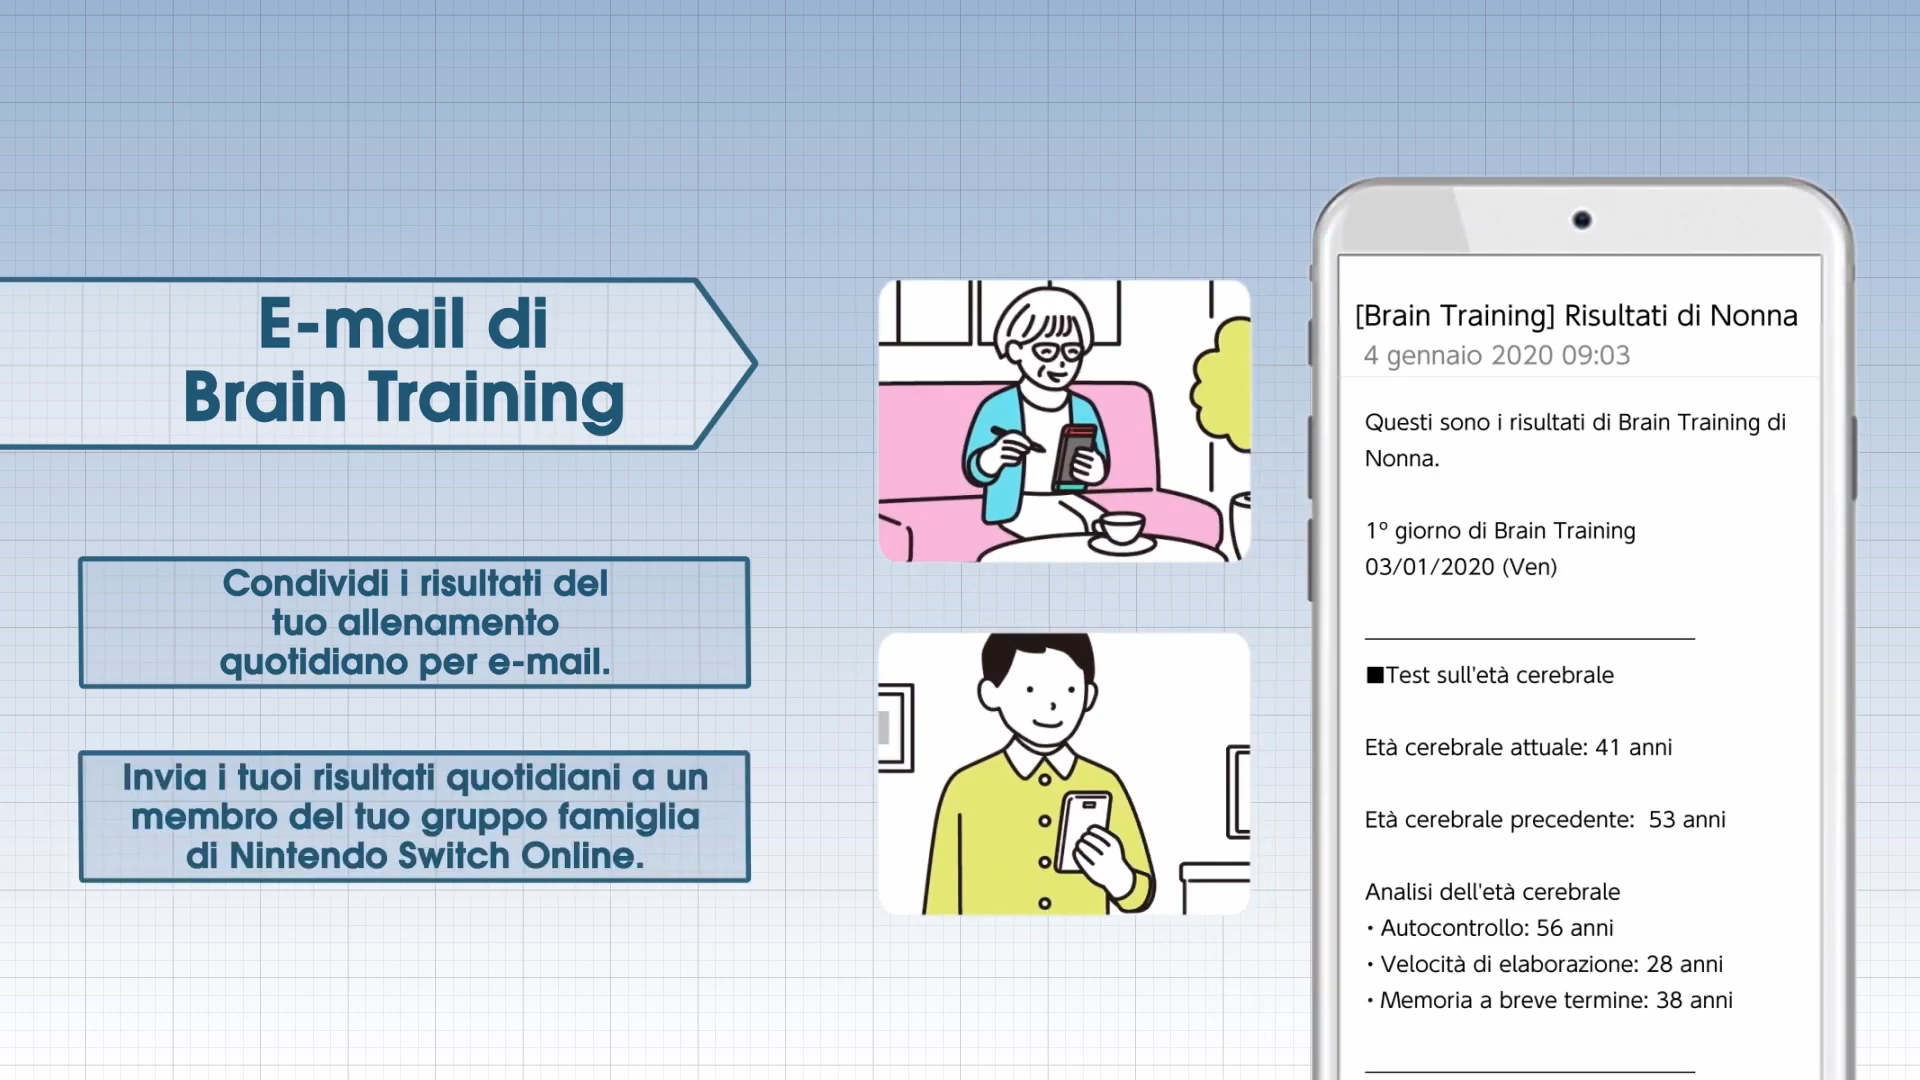 E-mail di
Brain Training
Condividi i risultati del
tuo allenamento
quotidiano per e-mail.
Invia i tuoi risultati quotidiani a un
membro del tuo gruppo famiglia
di Nintendo Switch Online.
[Brain Training] Risultati di Nonna
4 gennaio 2020 09:03
Questi sono i risultati di Brain Training di
Nonna.
1º giorno di Brain Training
03/01/2020 (Ven)
■Test sull'età cerebrale
Età cerebrale attuale: 41 anni
Età cerebrale precedente:  53 anni
Analisi dell'età cerebrale
・Autocontrollo: 56 anni
・Velocità di elaborazione: 28 anni
・Memoria a breve termine: 38 anni